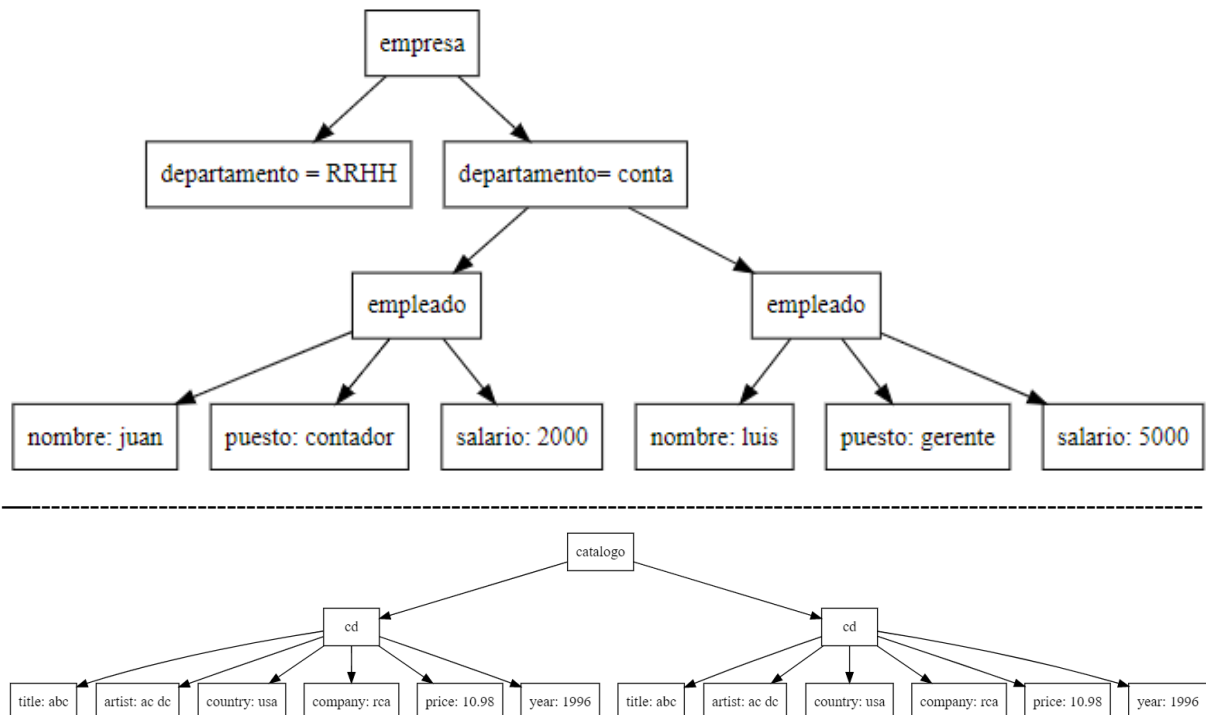 empresa
departamento = RRHH
departamento= conta
empleado
empleado
nombre: juan
puesto: contador
salario: 2000
nombre: luis
puesto: gerente
salario: 5000
catalogo
cd
cd
title: abc
artist: ac dc
country: usa
company: rca
price: 10.98
year: 1996
title: abc
artist: ac dc
country: usa
company: rca
price: 10.98
year: 1996